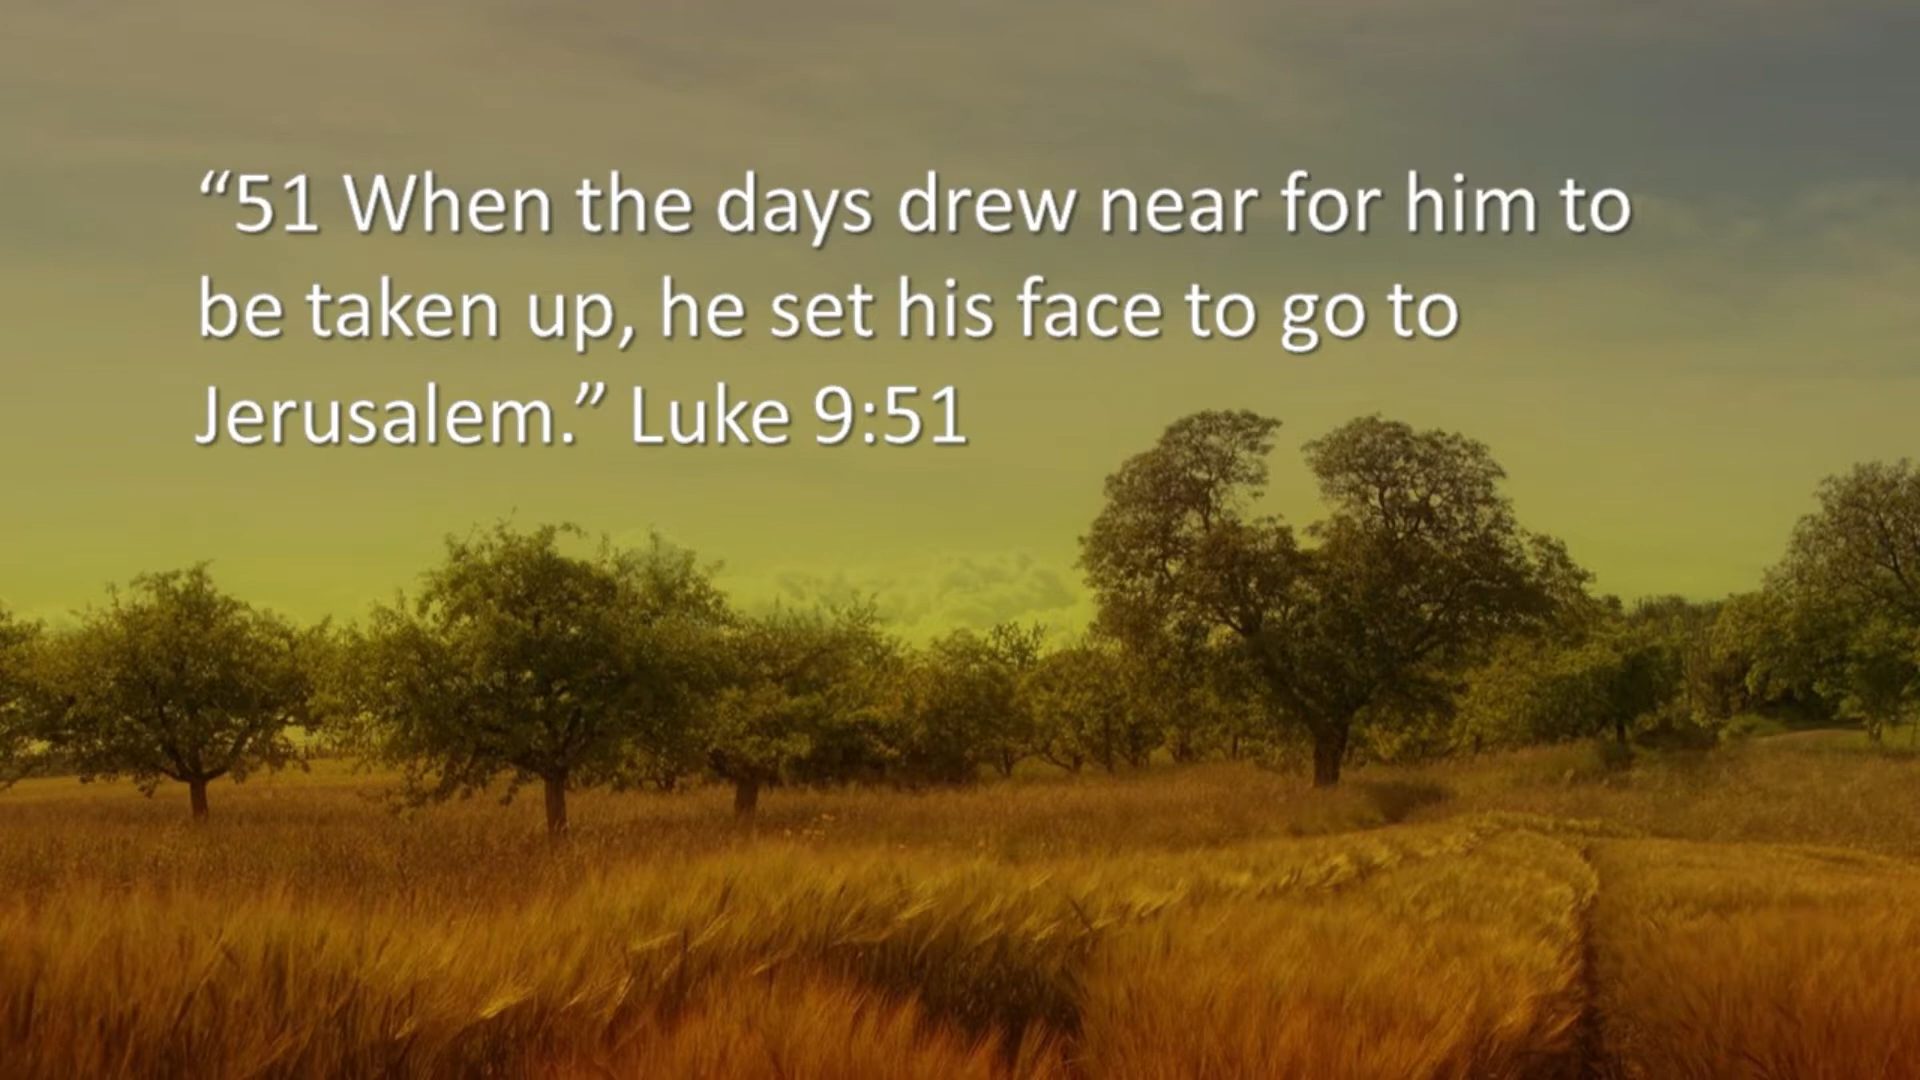 “51 When the days drew near for him to
be taken up, he set his face to go to
Jerusalem.” Luke 9:51